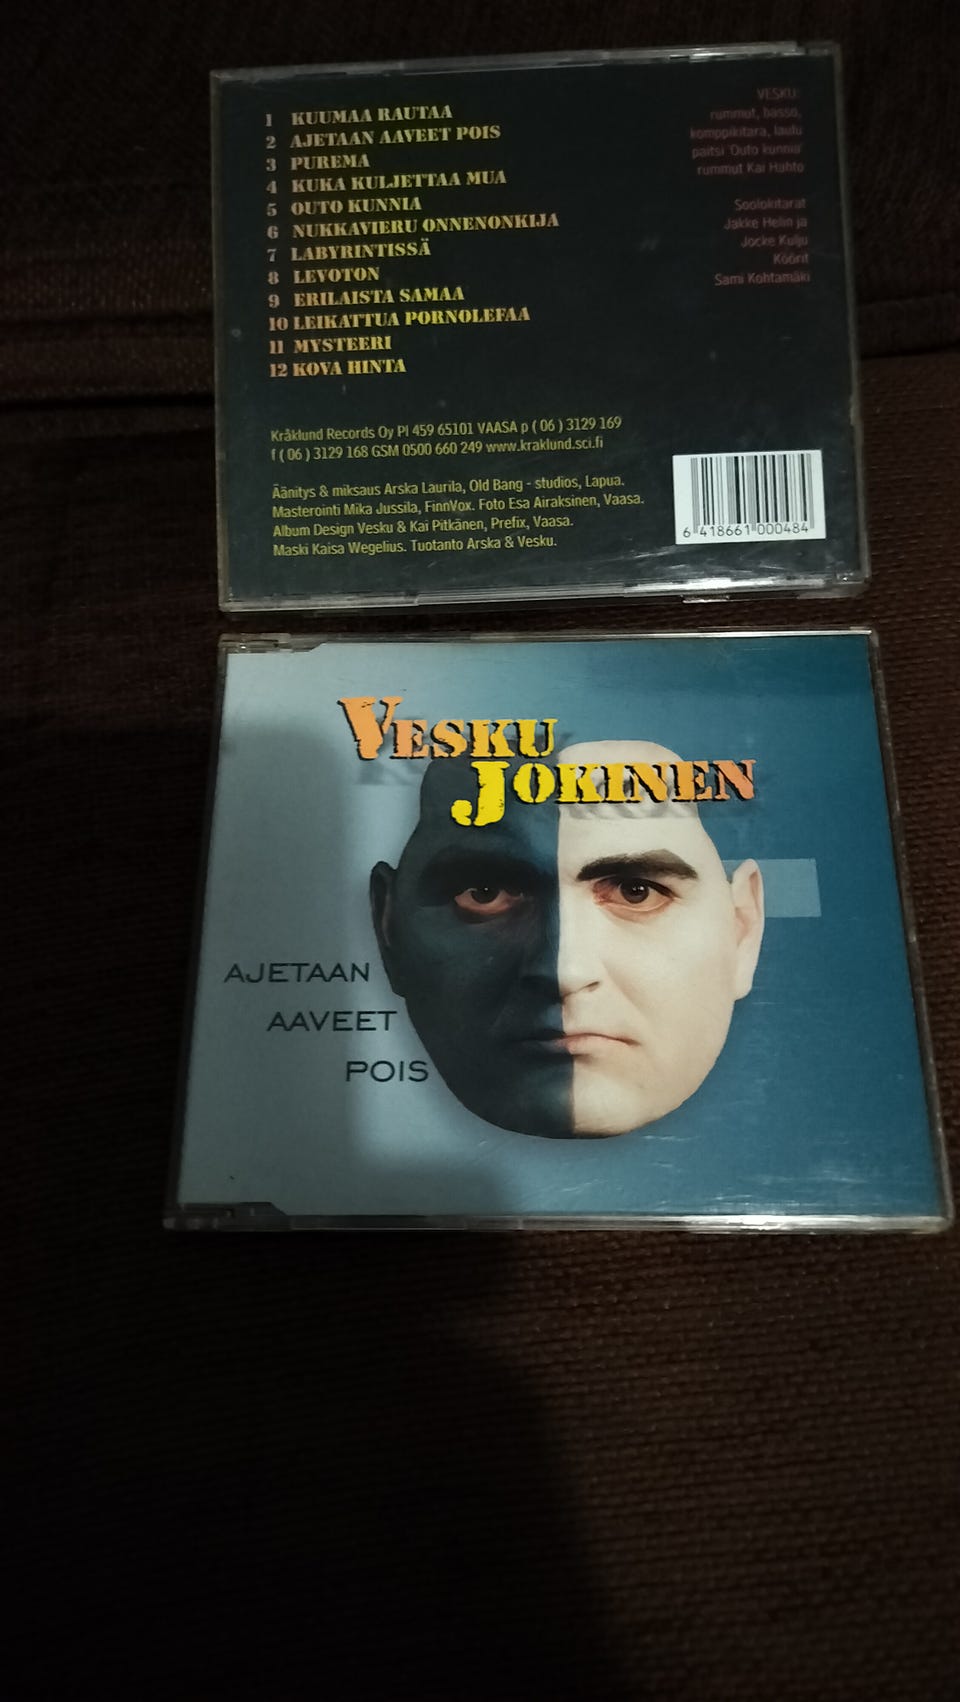 1 KUUMAA RAUTAA
2 AJETAAN AAVEET POIS
3 PUREMA
4 KUKA KULJETTAA MUA
5 OUTO KUNNIA
6 NUKKAVIERU ONNENONKIJA
7 LABYRINTISSÄ
8 LEVOTON
9 ERILAISTA SAMAA
10 LEIKATTUA PORNOLEFAA
11 MYSTEERI
12 KOVA HINTA
VESKU:
rummut, basso,
komppikitara, laulu
paitsi 'Outo kunnia'
rummut Kai Hahto
Soolokitarat
Jakke Helin ja
Jocke Kulju
Köörit
Sami Kohtamäki
Kråklund Records Oy Pl 459 65101 VAASA p ( 06 ) 3129 169
f ( 06 ) 3129 168 GSM 0500 660 249 www.kraklund.sci.fi
Äänitys & miksaus Arska Laurila, Old Bang - studios, Lapua.
Masterointi Mika Jussila, FinnVox. Foto Esa Airaksinen, Vaasa.
Album Design Vesku & Kai Pitkänen, Prefix, Vaasa.
Maski Kaisa Wegelius. Tuotanto Arska & Vesku.
6 418661 000484
VESKU
JOKINEN
AJETAAN
AAVEET
POIS